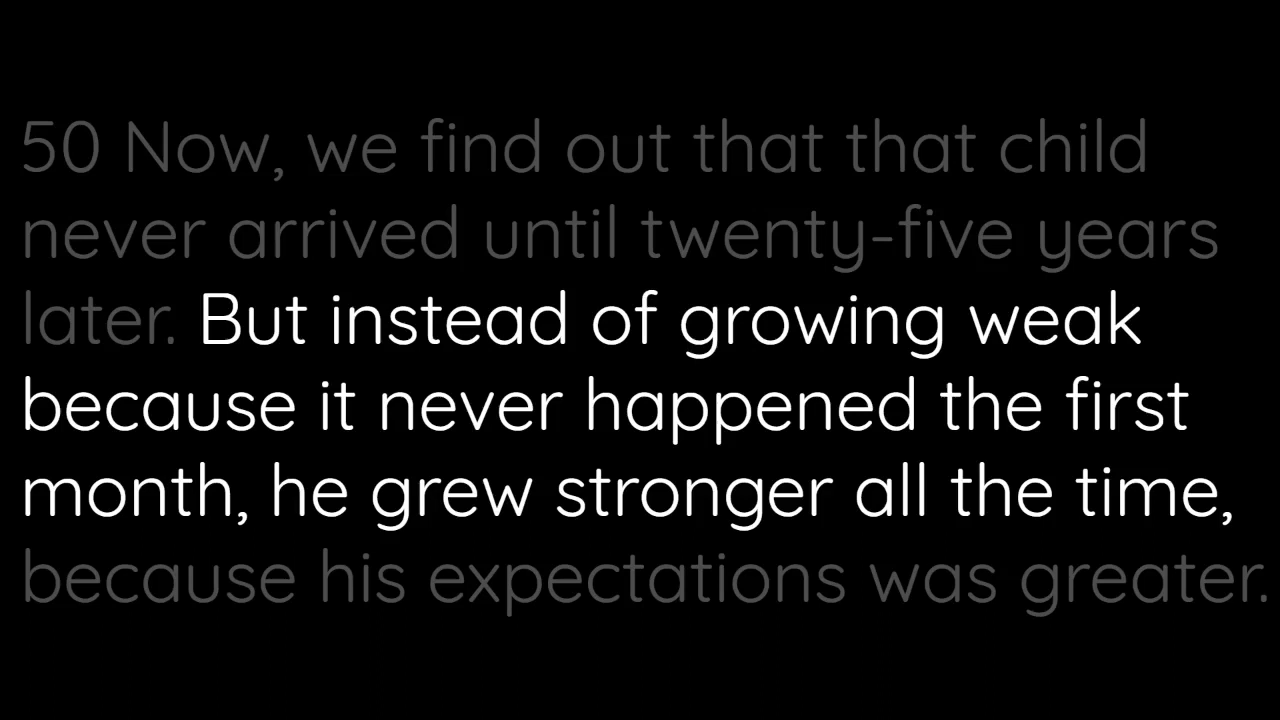 50 Now, we find out that that child
never arrived until twenty-five years
later. But instead of growing weak
because it never happened the first
month, he grew stronger all the time,
because his expectations was greater.